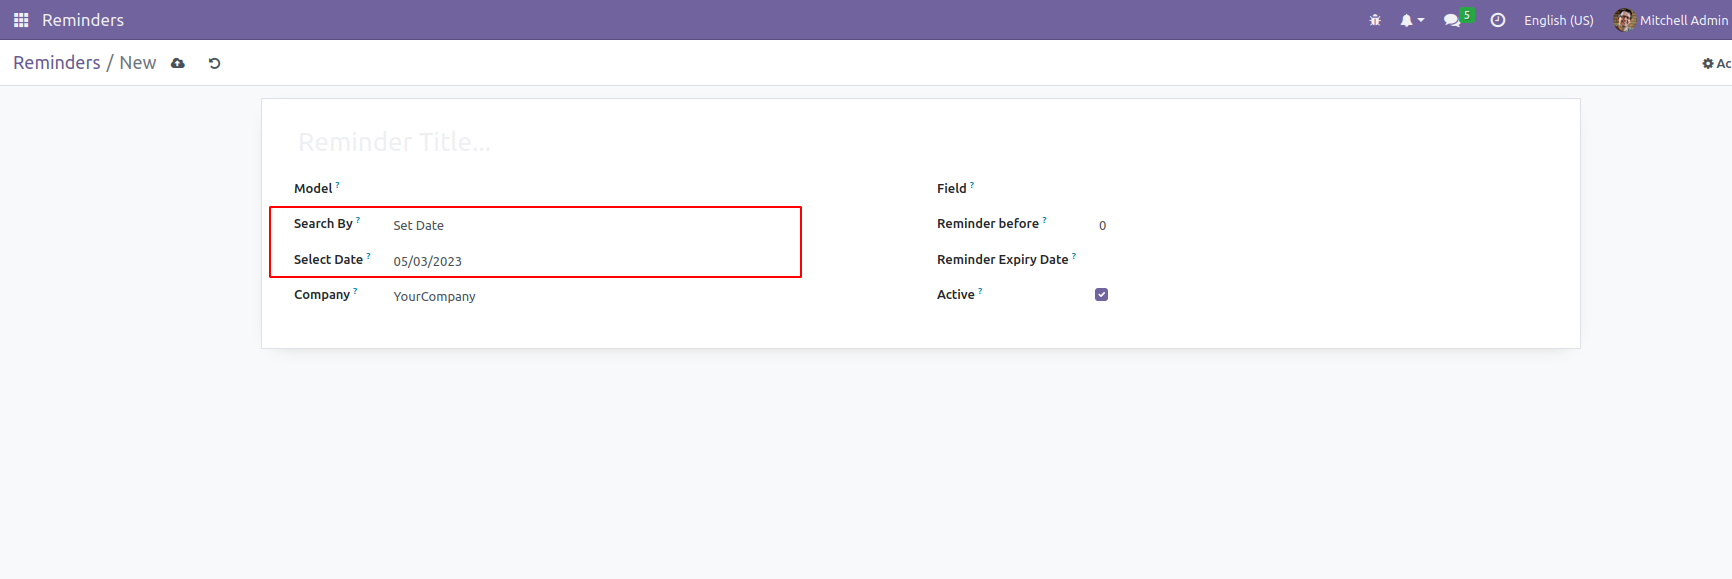 Reminders 5 English (US) Mitchell Admin
Reminders / New Ac
Reminder Title...
Model ? Field ?
Search By ? Set Date Reminder before ? 0
Select Date ? 05/03/2023 Reminder Expiry Date ?
Company ? YourCompany Active ?